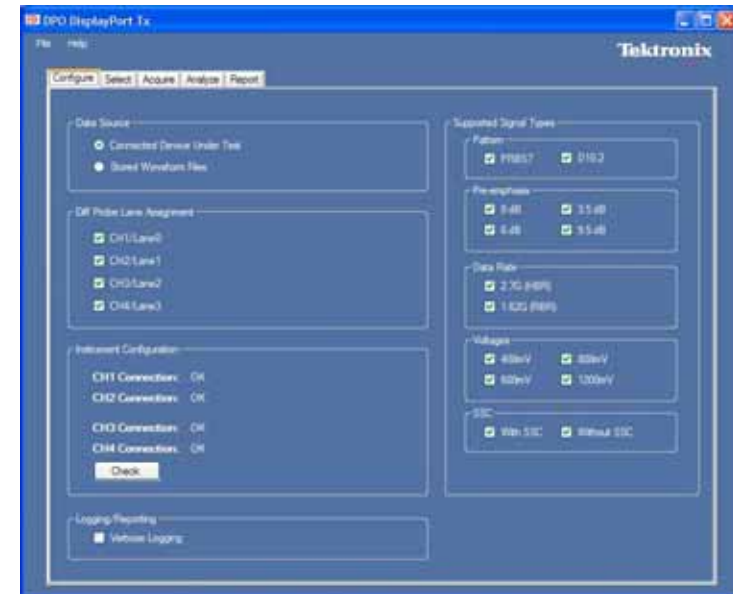 DPO DisplayPort Tx
File Help
Tektronix
Configure Select Acquire Analyze Report
Data Source
Connected Device Under Test
Stored Waveform Files
Diff Probe Lane Assignment
CH1/Lane0
CH2/Lane1
CH3/Lane2
CH4/Lane3
Instrument Configuration
CH1 Connection: OK
CH2 Connection: OK
CH3 Connection: OK
CH4 Connection: OK
Check
Logging/Reporting
Verbose Logging
Supported Signal Types
Pattern
PRBS7 D10.2
Pre-emphasis
0 dB 3.5 dB
6 dB 9.5 dB
Data Rate
2.7G (HBR)
1.62G (RBR)
Voltages
400mV 800mV
600mV 1200mV
SSC
With SSC Without SSC